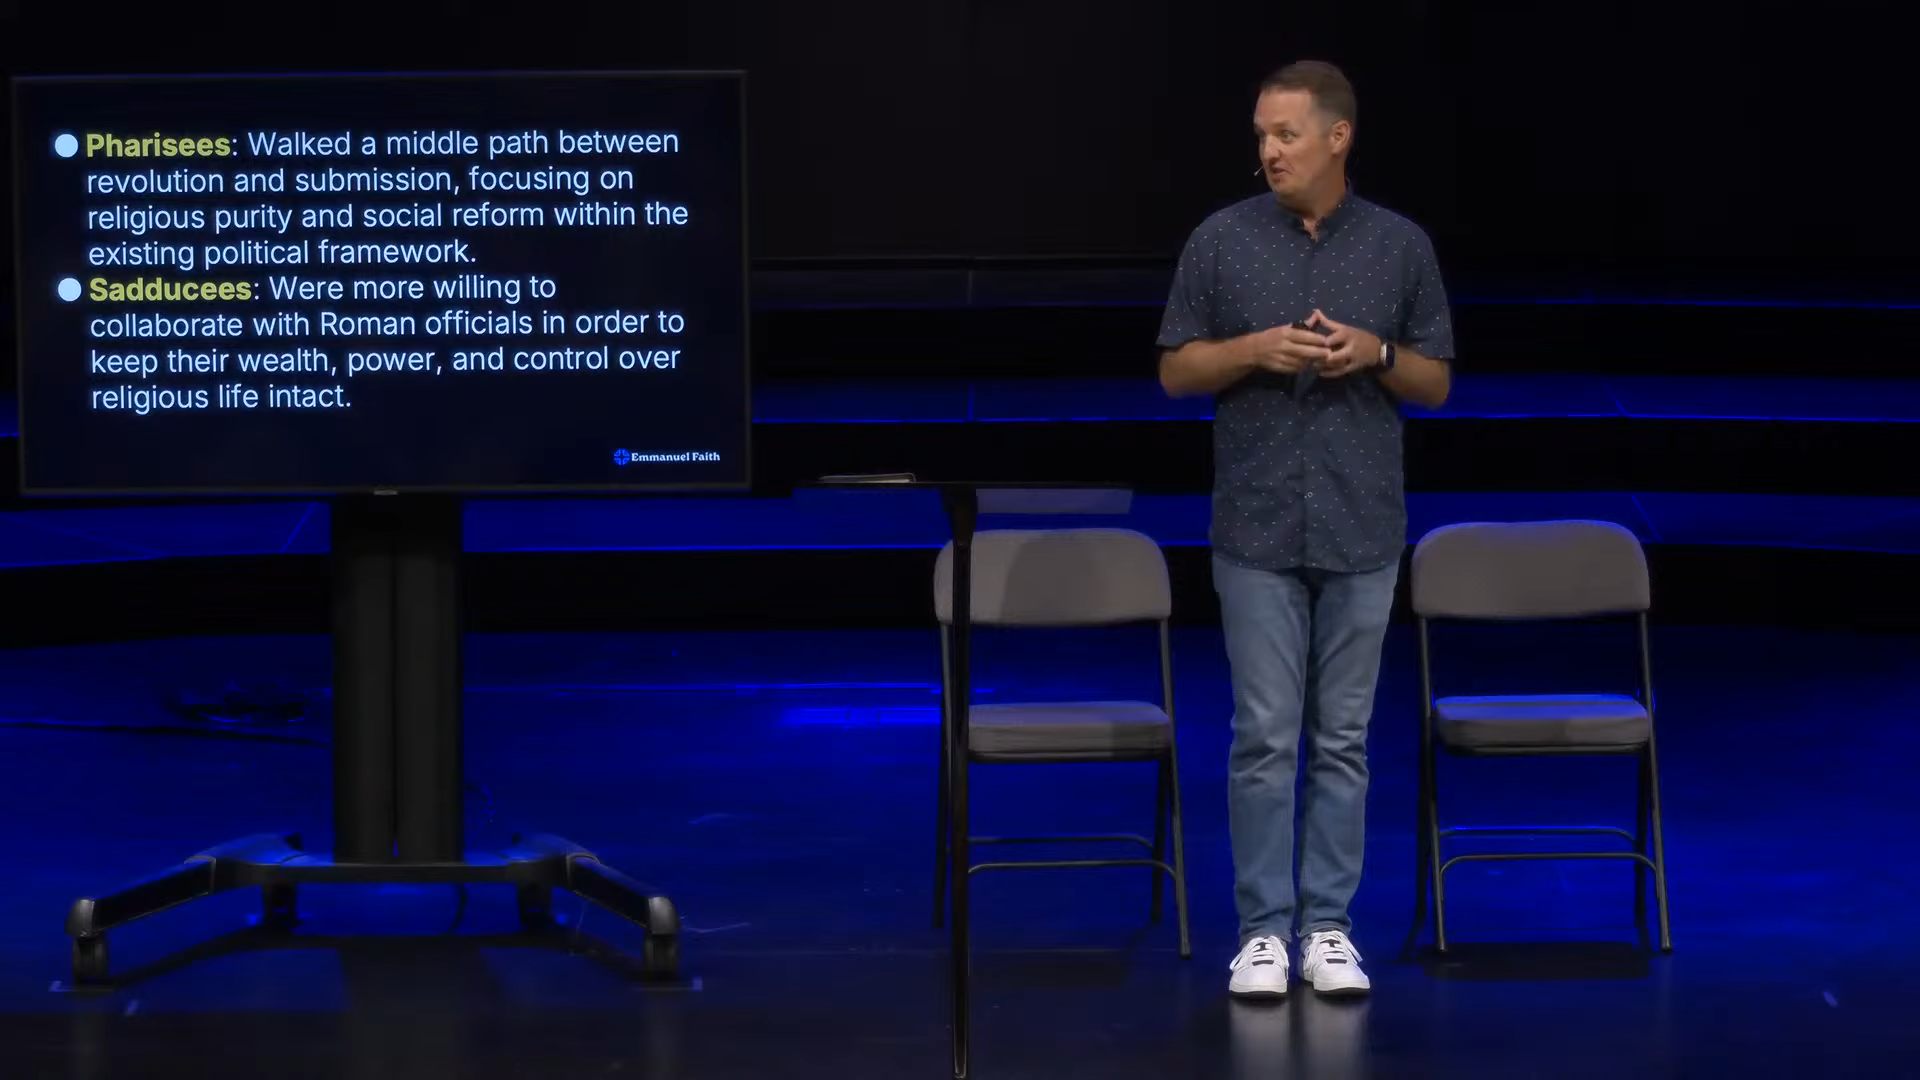 Pharisees: Walked a middle path between
revolution and submission, focusing on
religious purity and social reform within the
existing political framework.
Sadducees: Were more willing to
collaborate with Roman officials in order to
keep their wealth, power, and control over
religious life intact.
Emmanuel Faith